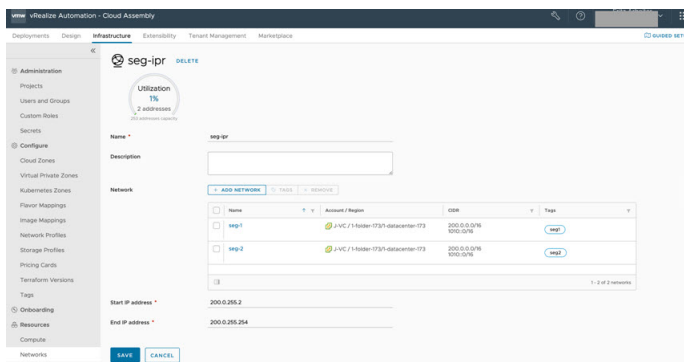 vmw vRealize Automation - Cloud Assembly
Deployments Design Infrastructure Extensibility Tenant Management Marketplace GUIDED SET
«
Administration
Projects
Users and Groups
Custom Roles
Secrets
Configure
Cloud Zones
Virtual Private Zones
Kubernetes Zones
Flavor Mappings
Image Mappings
Network Profiles
Storage Profiles
Pricing Cards
Terraform Versions
Tags
Onboarding
Resources
Compute
Networks
seg-ipr DELETE
Utilization
1%
2 addresses
253 addresses capacity
Name * seg-ipr
Description
Network + ADD NETWORK TAGS × REMOVE
Name Account / Region CIDR Tags
seg-1 J-VC / 1-folder-173/1-datacenter-173 200.0.0.0/16 seg1
1010::0/16
seg-2 J-VC / 1-folder-173/1-datacenter-173 200.0.0.0/16 seg2
1010::0/16
1 - 2 of 2 networks
Start IP address * 200.0.255.2
End IP address * 200.0.255.254
SAVE CANCEL